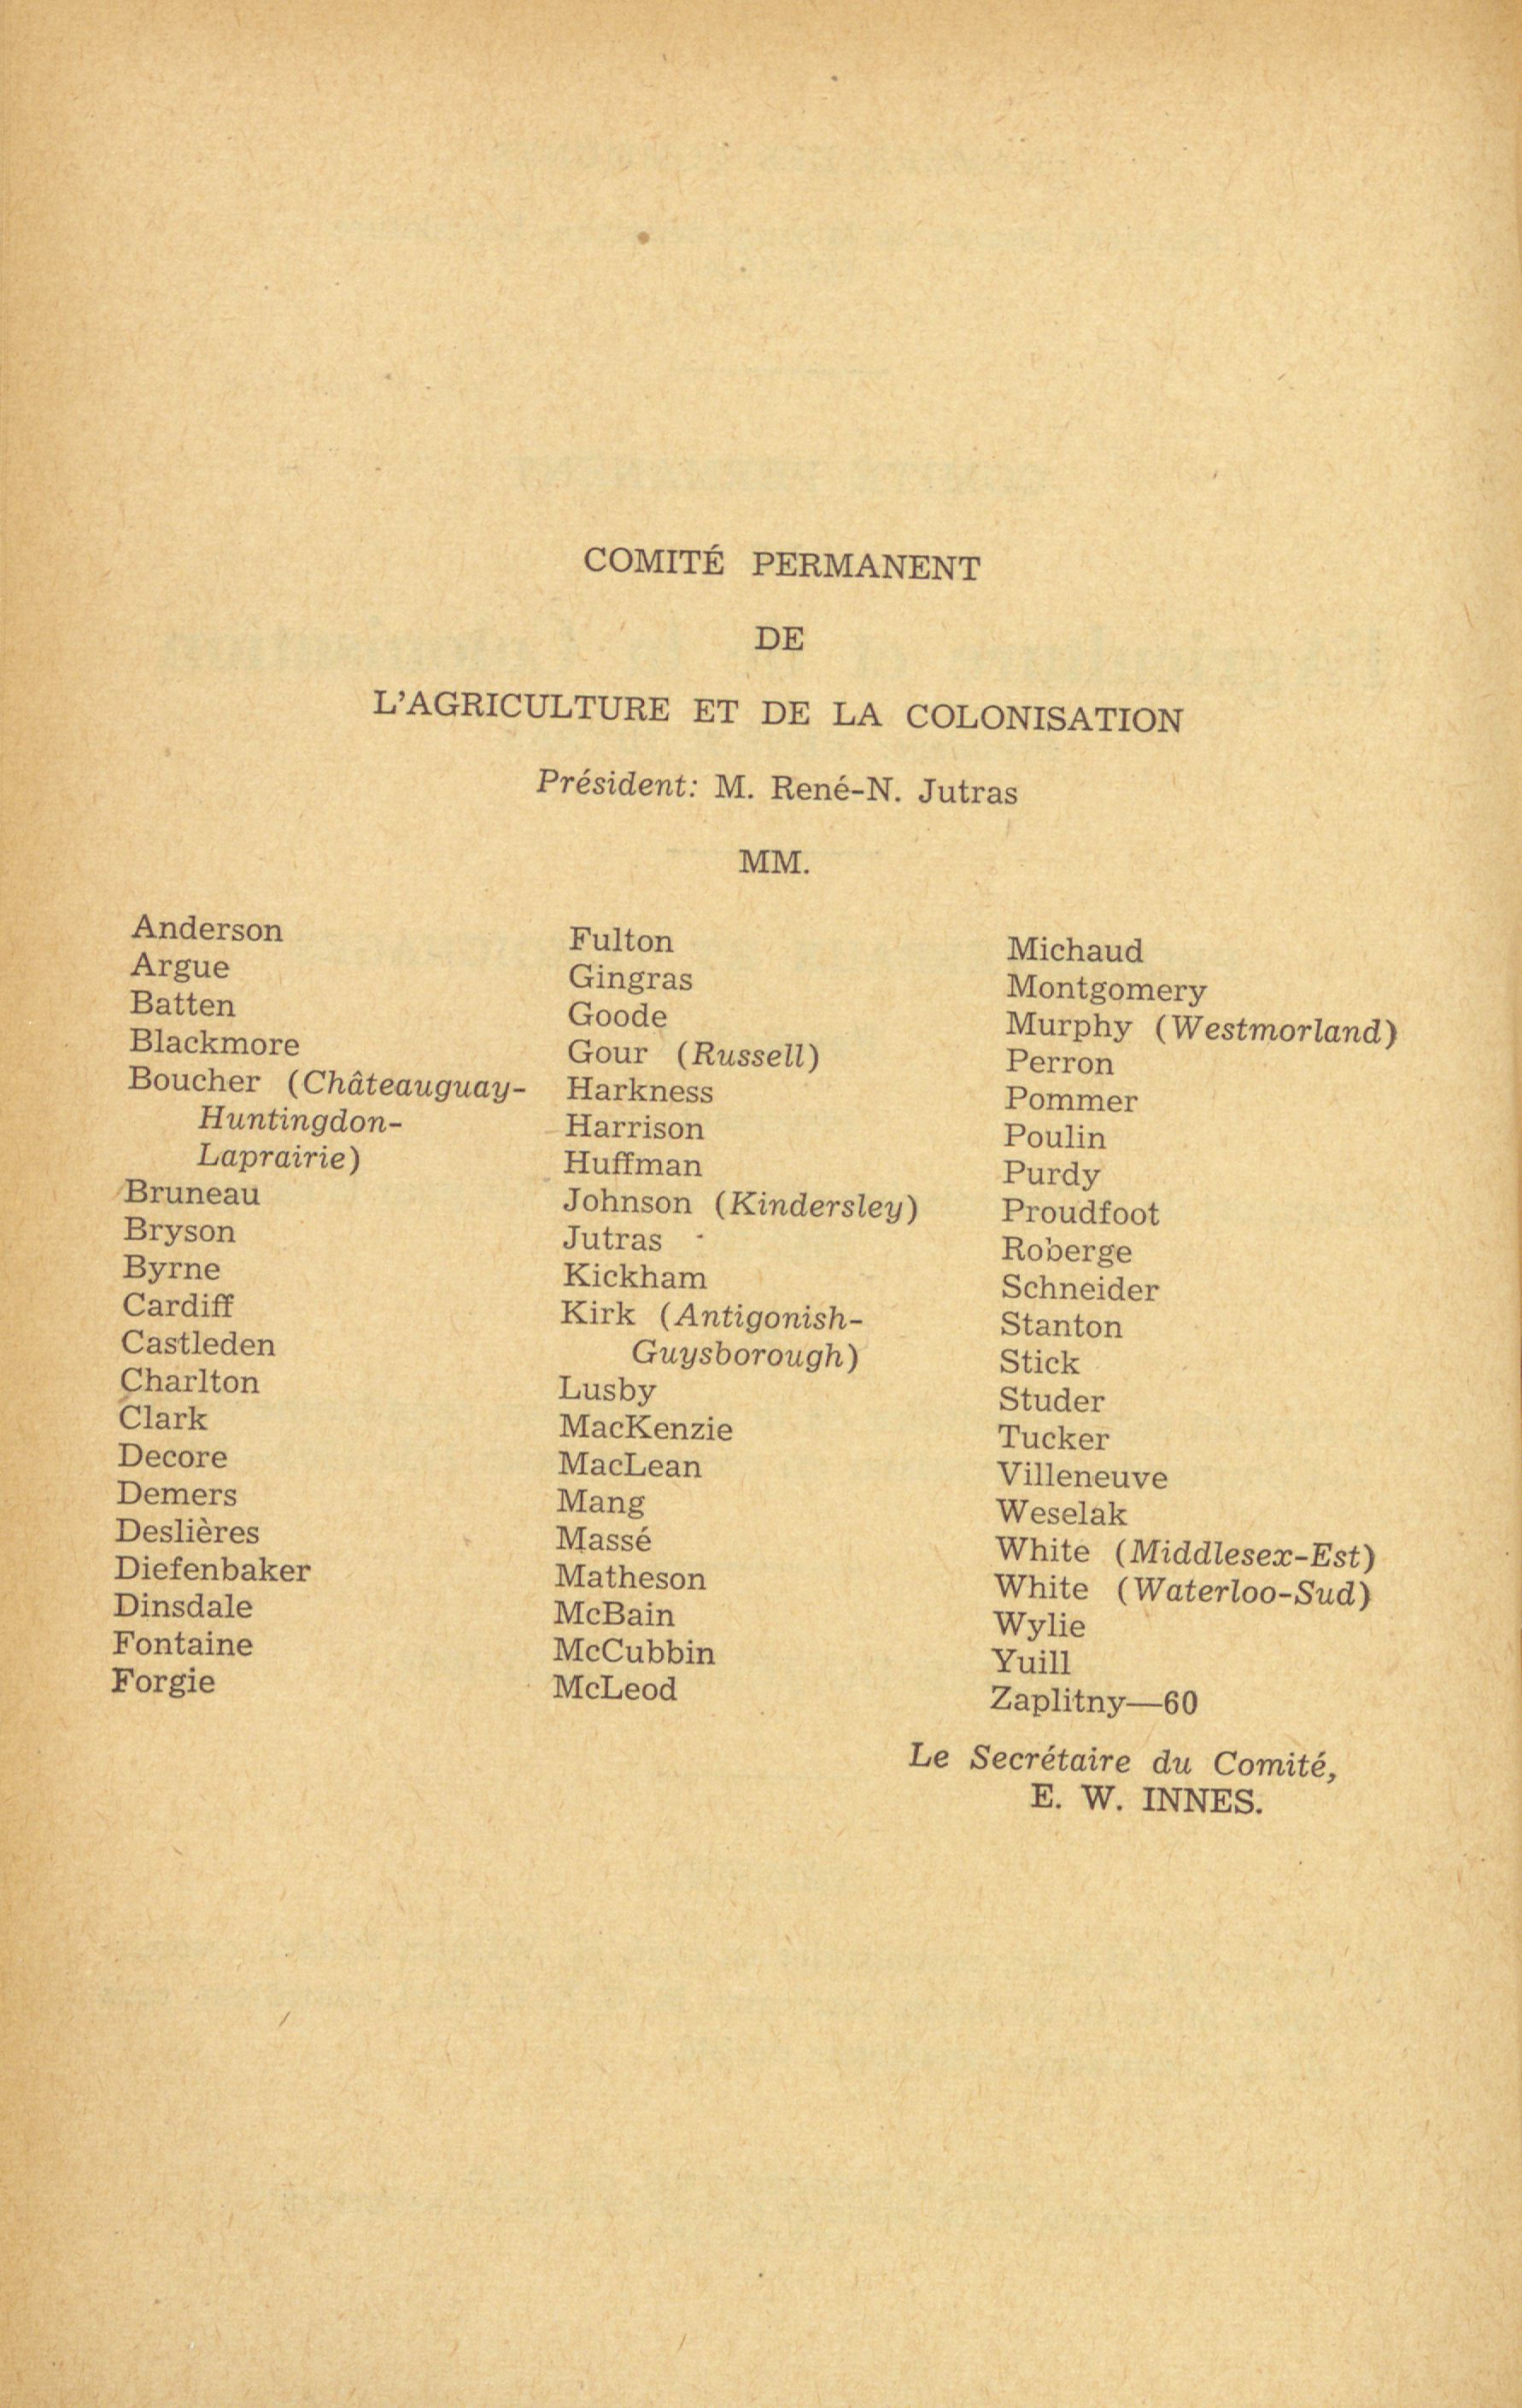 COMITÉ PERMANENT
DE
L'AGRICULTURE ET DE LA COLONISATION
Président: M. René-N. Jutras
MM.
Anderson
Argue
Batten
Blackmore
Boucher (Châteauguay-
Huntingdon-
Laprairie)
Bruneau
Bryson
Byrne
Cardiff
Castleden
Charlton
Clark
Decore
Demers
Deslières
Diefenbaker
Dinsdale
Fontaine
Forgie
Fulton
Gingras
Goode
Gour (Russell)
Harkness
Harrison
Huffman
Johnson (Kindersley)
Jutras
Kickham
Kirk (Antigonish-
Guysborough)
Lusby
MacKenzie
MacLean
Mang
Massé
Matheson
McBain
McCubbin
McLeod
Michaud
Montgomery
Murphy (Westmorland)
Perron
Pommer
Poulin
Purdy
Proudfoot
Roberge
Schneider
Stanton
Stick
Studer
Tucker
Villeneuve
Weselak
White (Middlesex-Est)
White (Waterloo-Sud)
Wylie
Yuill
Zaplitny—60
Le Secrétaire du Comité,
E. W. INNES.